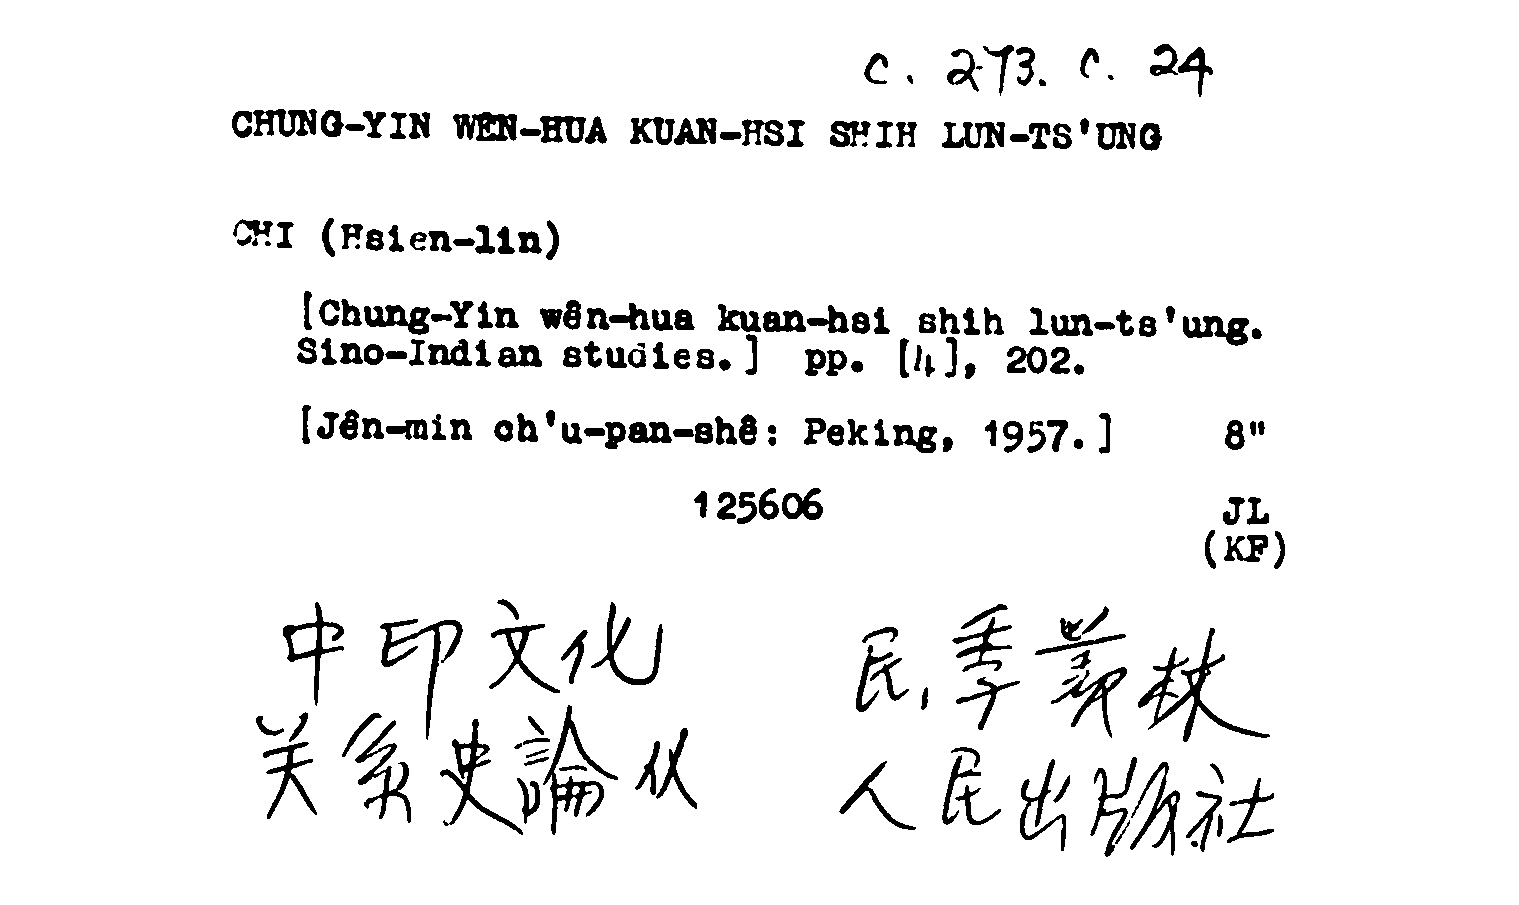 c. 273. c. 24
CHUNG-YIN WÊN-HUA KUAN-HSI SHIH LUN-TS'UNG
CHI (Hsien-lin)
[Chung-Yin wên-hua kuan-hsi shih lun-ts'ung.
Sino-Indian studies.] pp. [4], 202.
[Jên-min ch'u-pan-shê: Peking, 1957.] 8"
125606 JL
(KF)
中印文化
关系史論丛
民, 季羡林
人民出版社